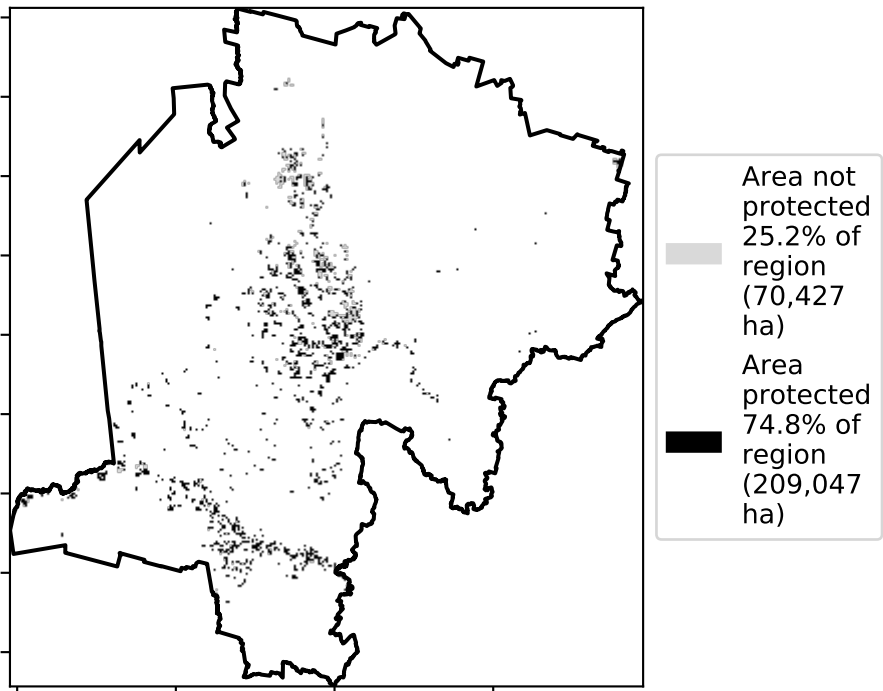 Area not
protected
25.2% of
region
(70,427
ha)
Area
protected
74.8% of
region
(209,047
ha)